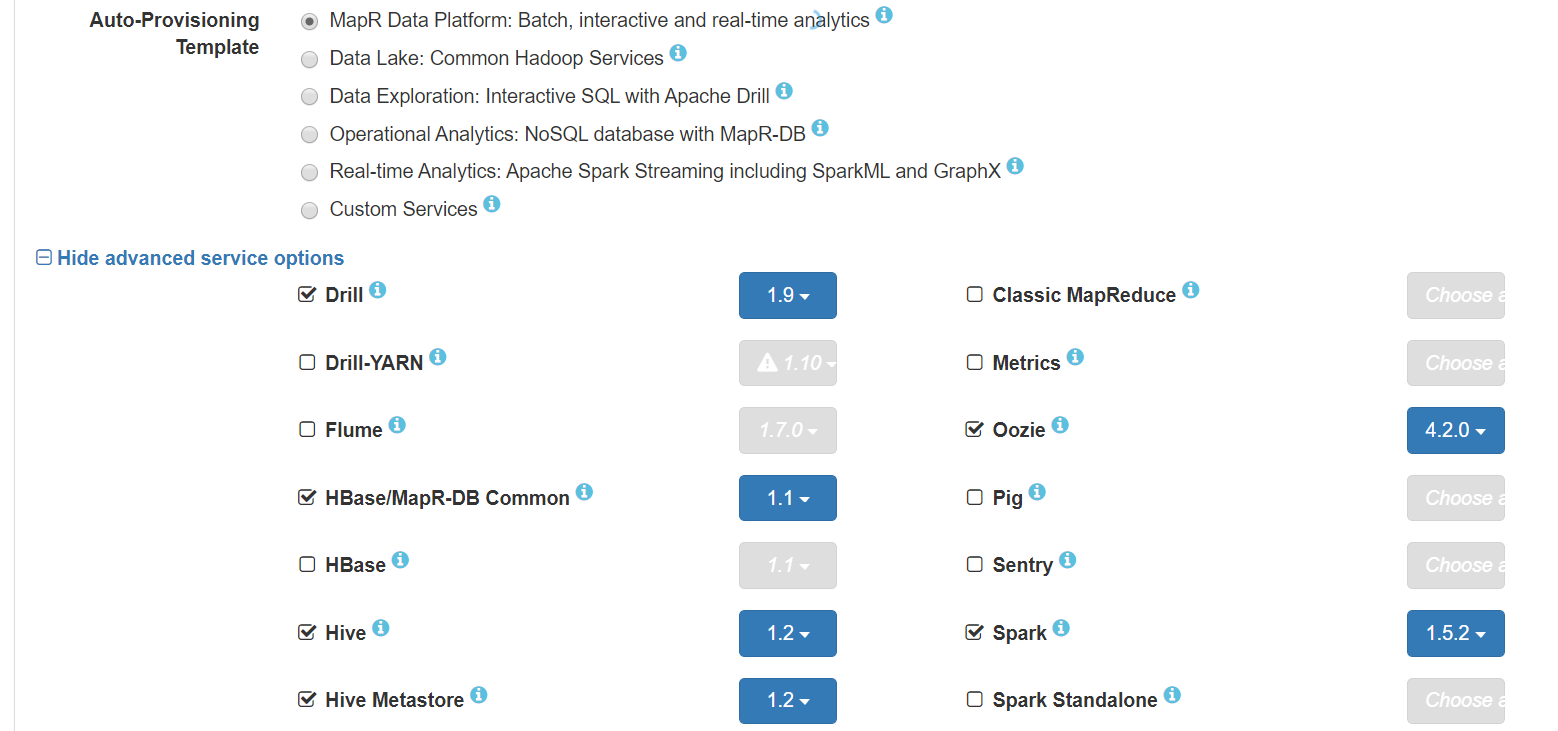 Auto-Provisioning
Template
MapR Data Platform: Batch, interactive and real-time analytics
Data Lake: Common Hadoop Services
Data Exploration: Interactive SQL with Apache Drill
Operational Analytics: NoSQL database with MapR-DB
Real-time Analytics: Apache Spark Streaming including SparkML and GraphX
Custom Services
Hide advanced service options
Drill 1.9 Classic MapReduce Choose a
Drill-YARN 1.10 Metrics Choose a
Flume 1.7.0 Oozie 4.2.0
HBase/MapR-DB Common 1.1 Pig Choose a
HBase 1.1 Sentry Choose a
Hive 1.2 Spark 1.5.2
Hive Metastore 1.2 Spark Standalone Choose a